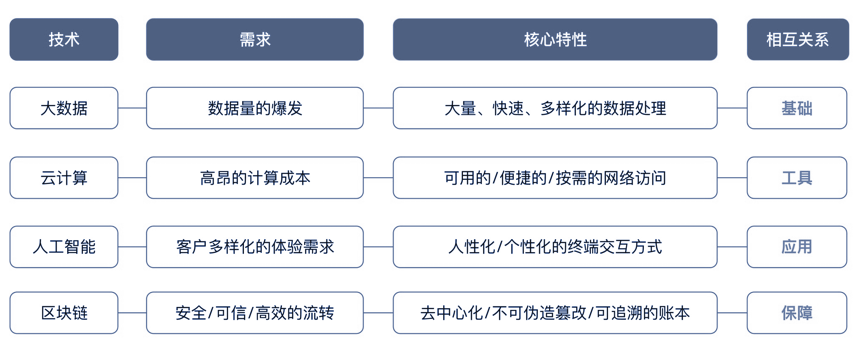 技术 需求 核心特性 相互关系
大数据 数据量的爆发 大量、快速、多样化的数据处理 基础
云计算 高昂的计算成本 可用的/便捷的/按需的网络访问 工具
人工智能 客户多样化的体验需求 人性化/个性化的终端交互方式 应用
区块链 安全/可信/高效的流转 去中心化/不可伪造篡改/可追溯的账本 保障